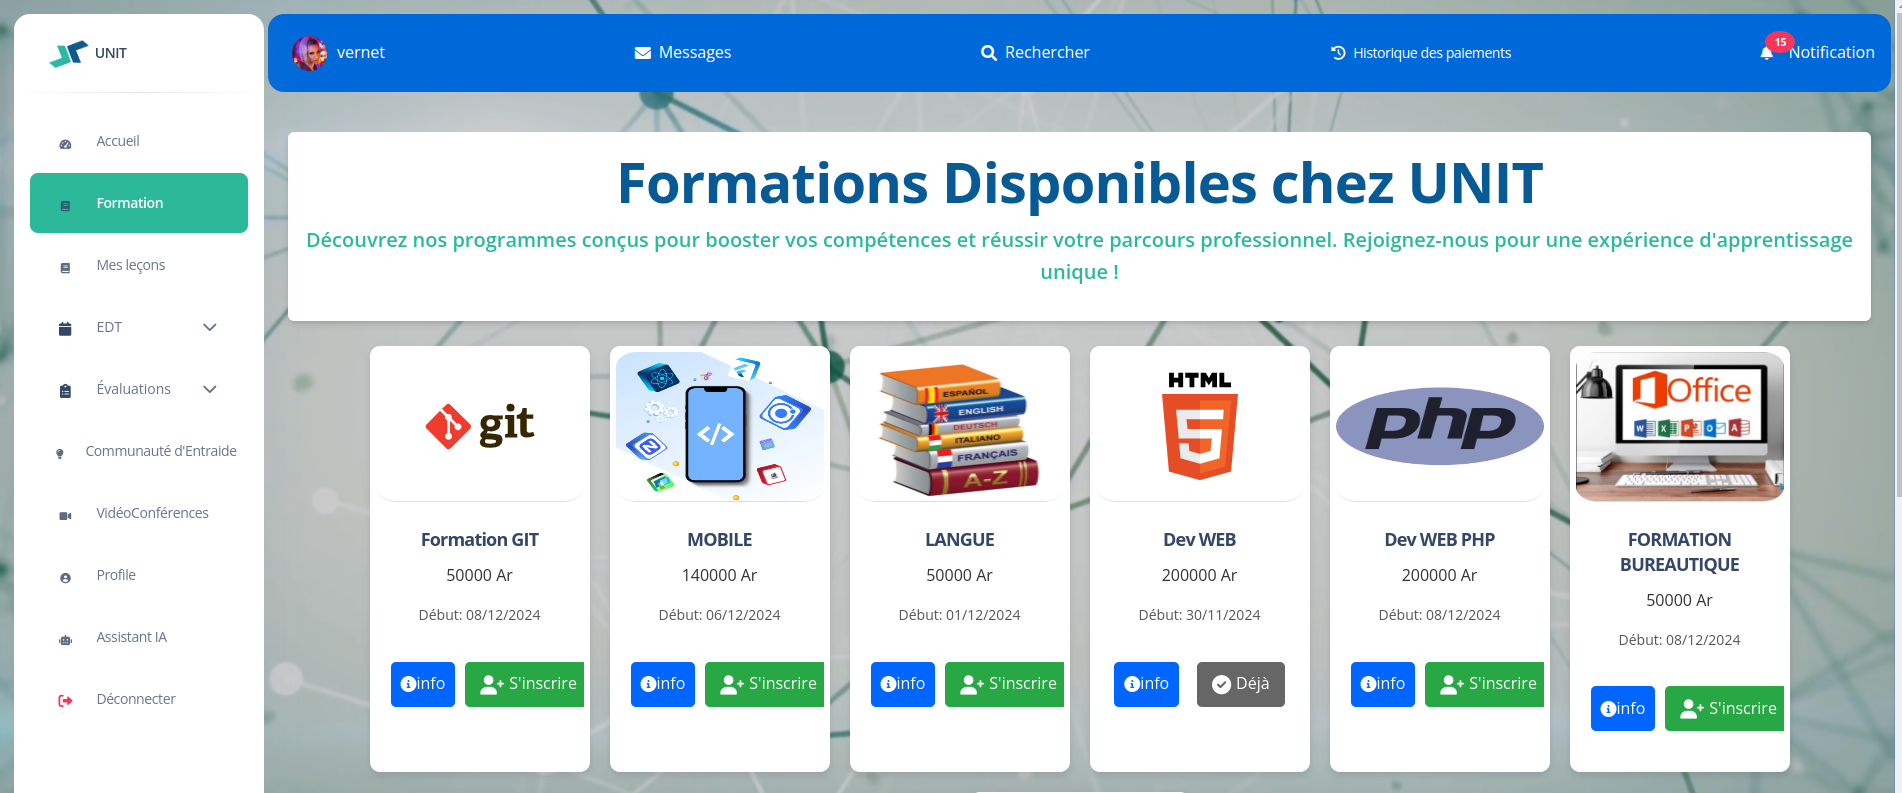 UNIT
vernet
Messages
Rechercher
Historique des paiements
15
Notification
Accueil
Formation
Mes leçons
EDT
Évaluations
Communauté d'Entraide
VidéoConférences
Profile
Assistant IA
Déconnecter
Formations Disponibles chez UNIT
Découvrez nos programmes conçus pour booster vos compétences et réussir votre parcours professionnel. Rejoignez-nous pour une expérience d'apprentissage
unique !
git
Formation GIT
50000 Ar
Début: 08/12/2024
info
S'inscrire
</>
MOBILE
140000 Ar
Début: 06/12/2024
info
S'inscrire
ESPAÑOL
ENGLISH
DEUTSCH
ITALIANO
FRANÇAIS
A-Z
LANGUE
50000 Ar
Début: 01/12/2024
info
S'inscrire
HTML
5
Dev WEB
200000 Ar
Début: 30/11/2024
info
Déjà
php
Dev WEB PHP
200000 Ar
Début: 08/12/2024
info
S'inscrire
Office
FORMATION
BUREAUTIQUE
50000 Ar
Début: 08/12/2024
info
S'inscrire